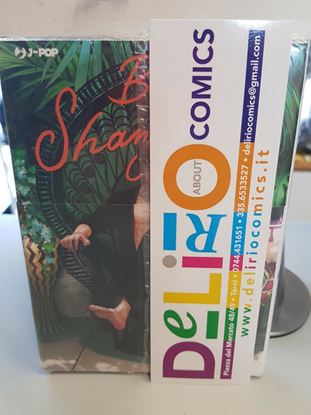 J-POP
B
Shang
DeLiRiO
ABOUT
COMICS
Piazza del Mercato 48/49 • Terni • 0744.431651 • 335.6533527 • deliriocomics@gmail.com
www.deliriocomics.it